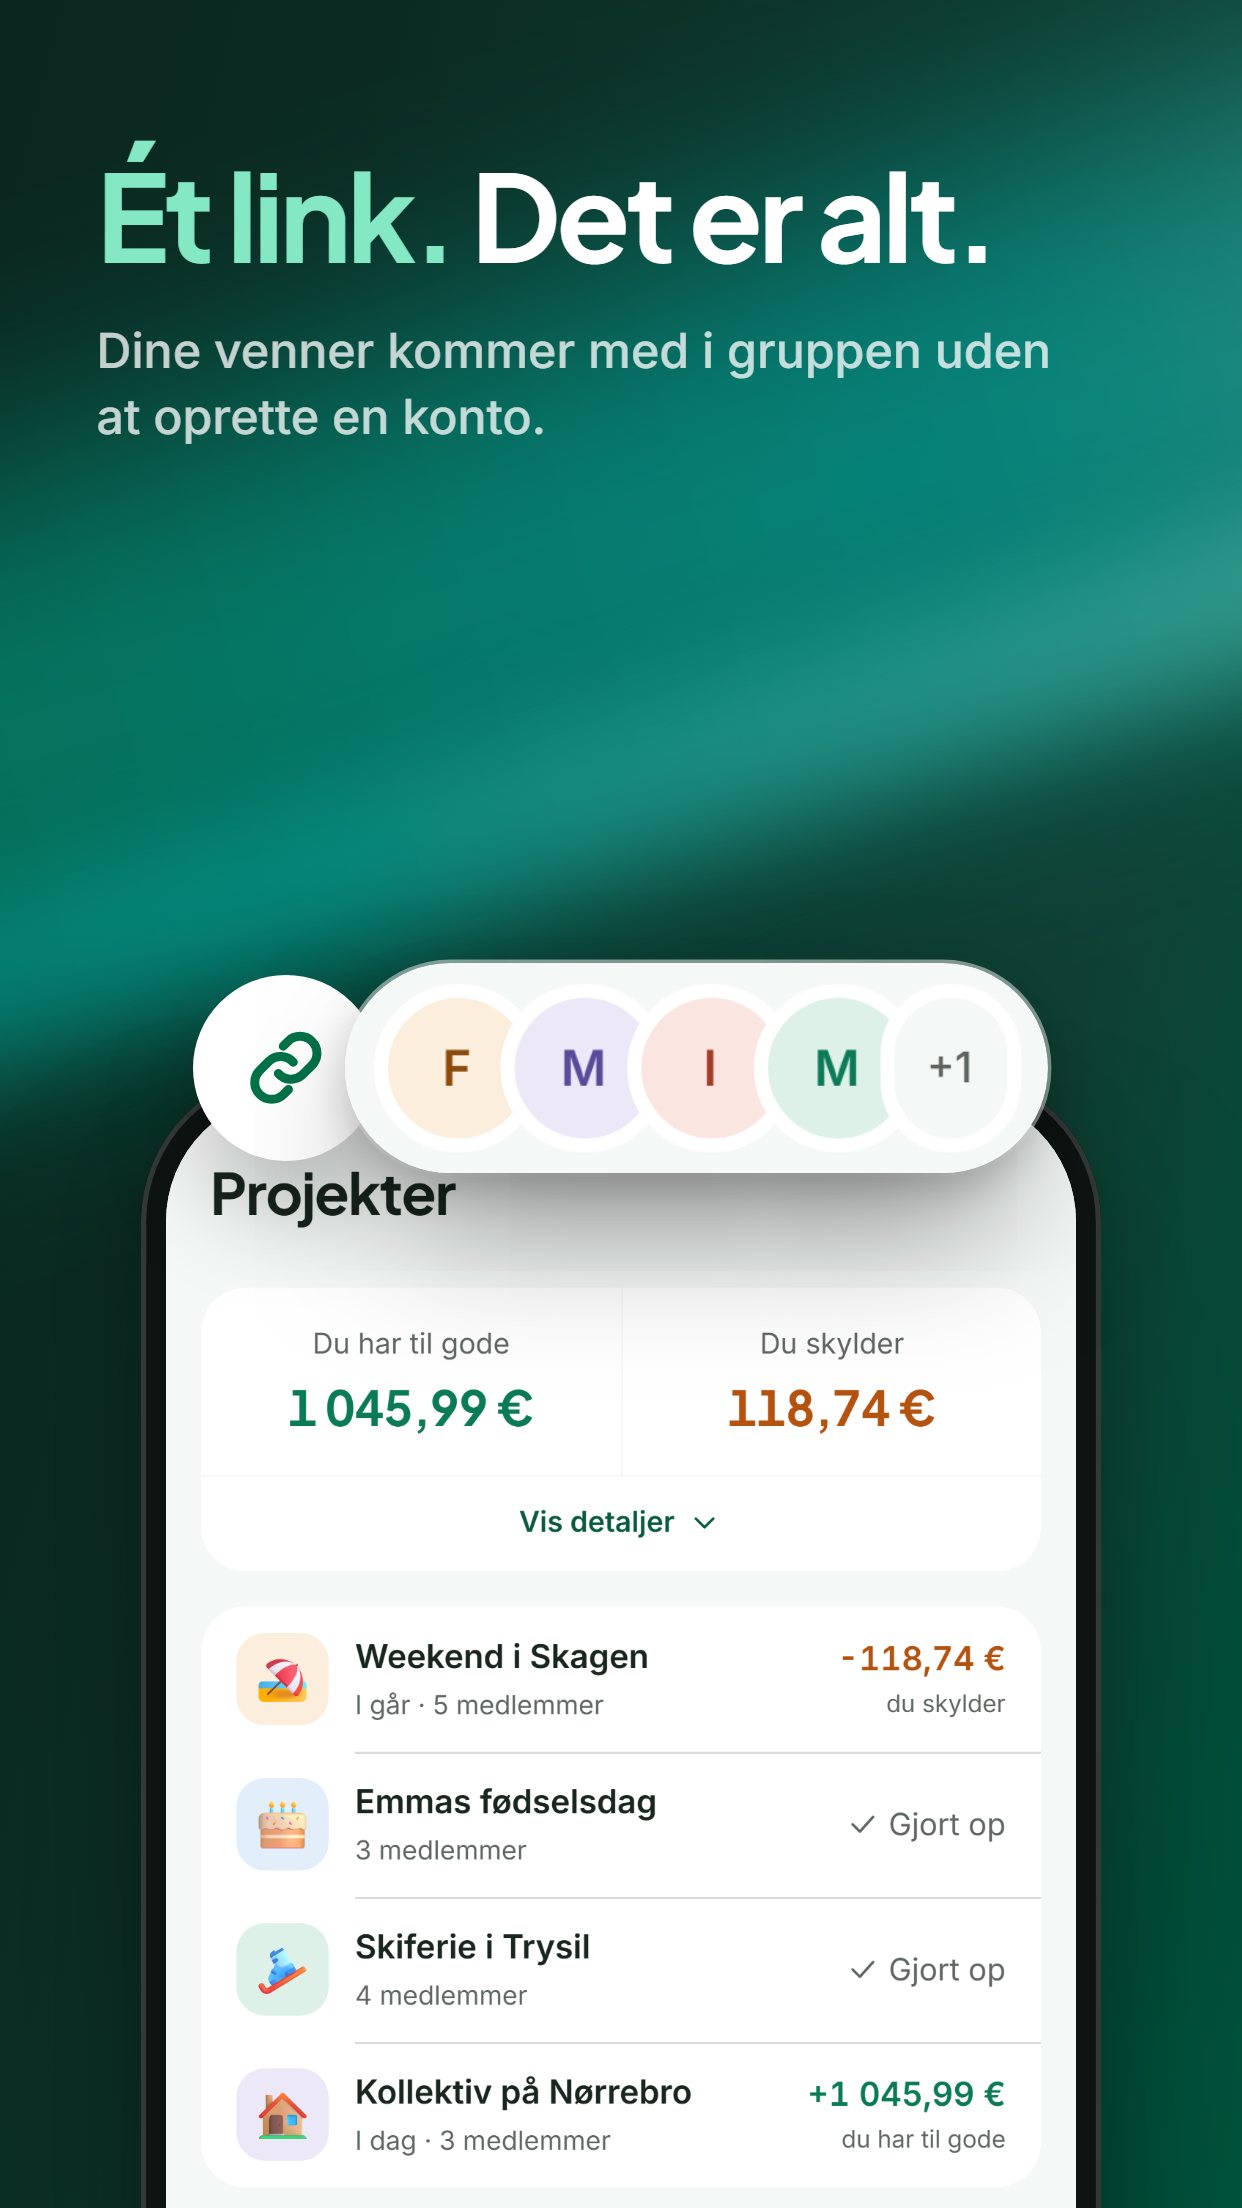 Ét link. Det er alt.
Dine venner kommer med i gruppen uden
at oprette en konto.
F M I M +1
Projekter
Du har til gode
1 045,99 €
Du skylder
118,74 €
Vis detaljer
Weekend i Skagen
I går · 5 medlemmer
-118,74 €
du skylder
Emmas fødselsdag
3 medlemmer
Gjort op
Skiferie i Trysil
4 medlemmer
Gjort op
Kollektiv på Nørrebro
I dag · 3 medlemmer
+1 045,99 €
du har til gode